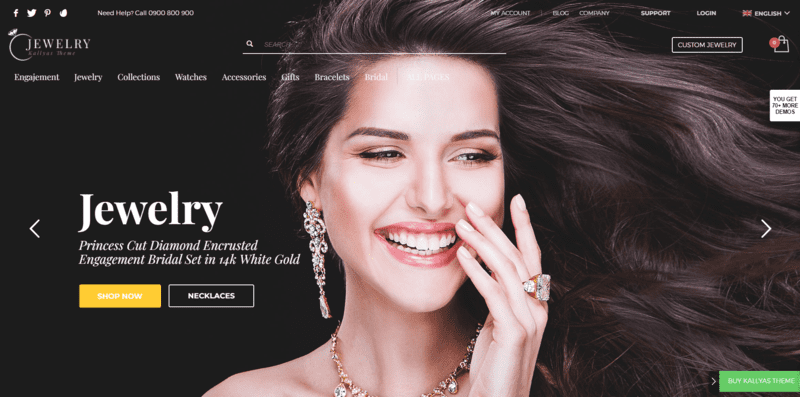 Need Help? Call 0900 800 900
MY ACCOUNT
BLOG
COMPANY
SUPPORT
LOGIN
ENGLISH
JEWELRY
Kallyas Theme
SEARCH
CUSTOM JEWELRY
0
Engajement
Jewelry
Collections
Watches
Accessories
Gifts
Bracelets
Bridal
ALL PAGES
YOU GET
70+ MORE
DEMOS
Jewelry
Princess Cut Diamond Encrusted
Engagement Bridal Set in 14k White Gold
SHOP NOW
NECKLACES
BUY KALLYAS THEME